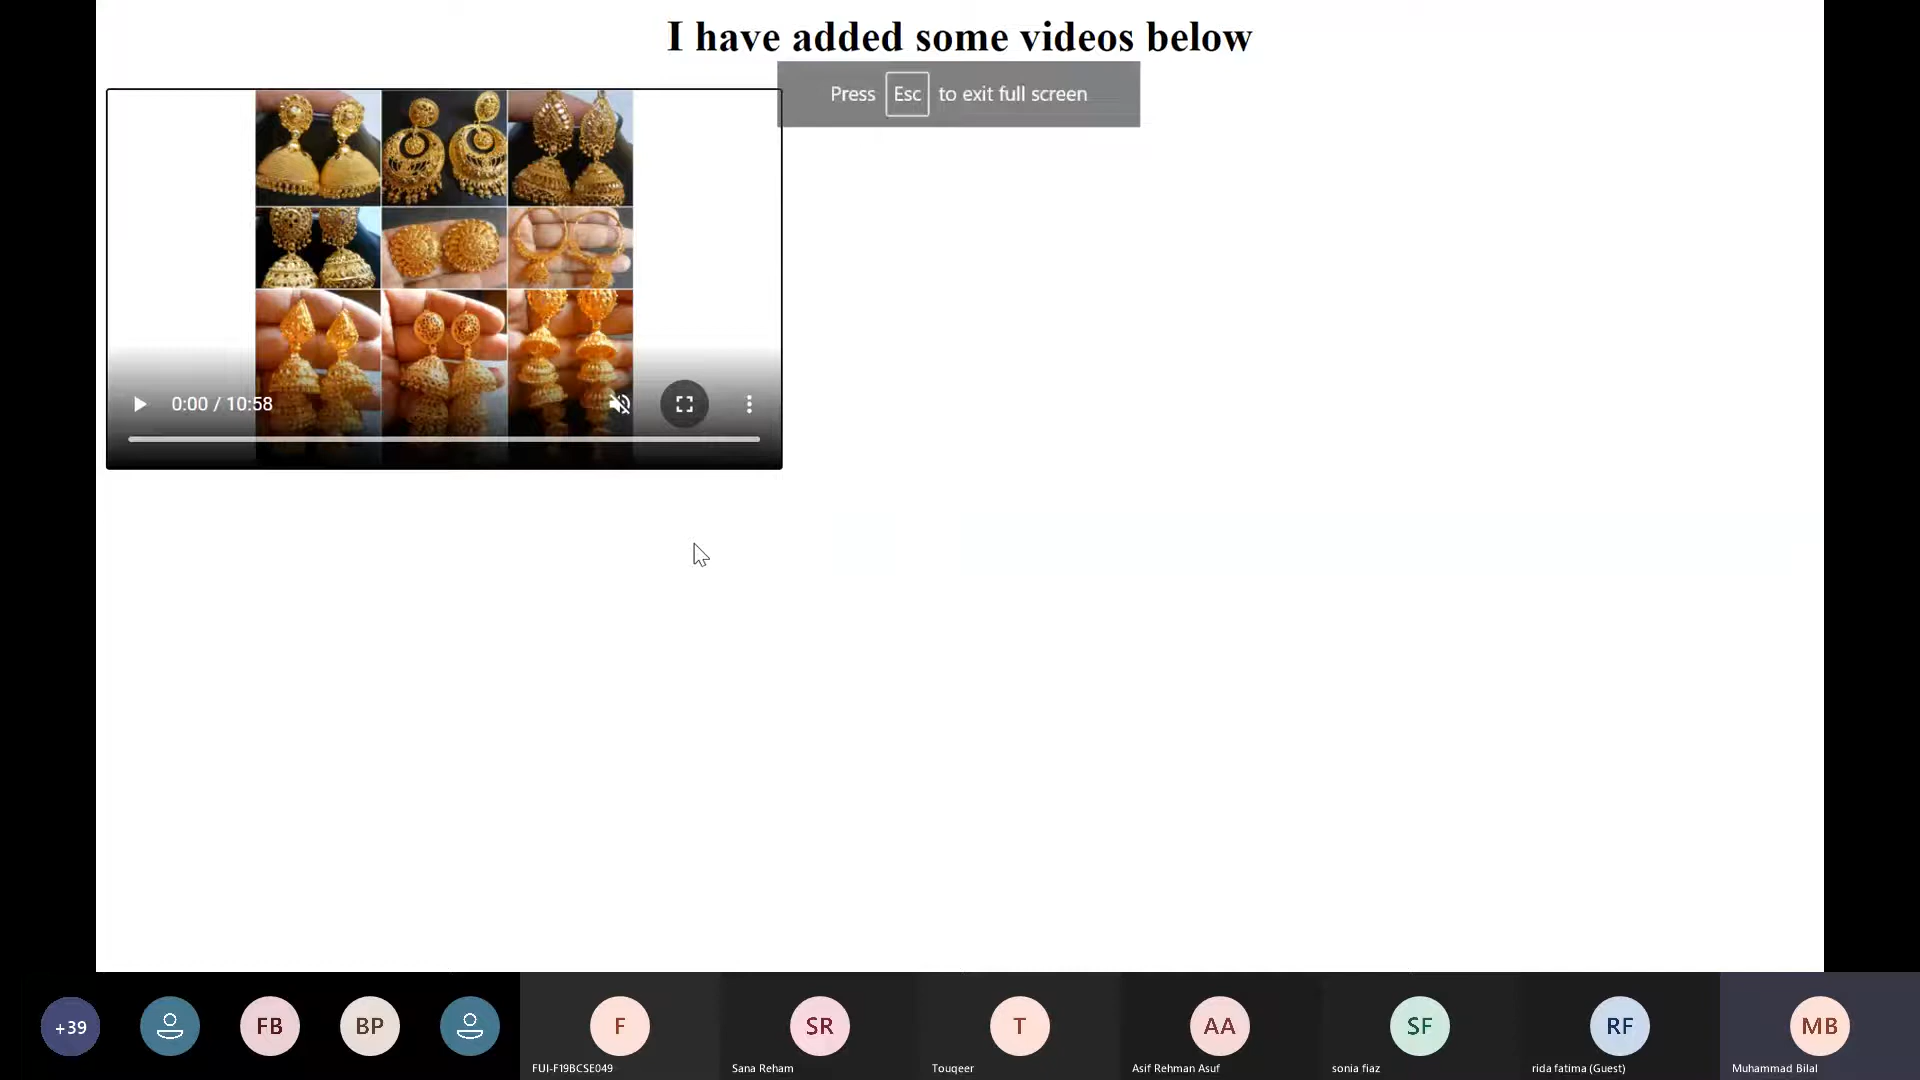 I have added some videos below
Press Esc to exit full screen
0:00 / 10:58
+39
FB
BP
F
SR
T
AA
SF
RF
MB
FUI-F19BCSE049
Sana Reham
Touqeer
Asif Rehman Asuf
sonia fiaz
rida fatima (Guest)
Muhammad Bilal